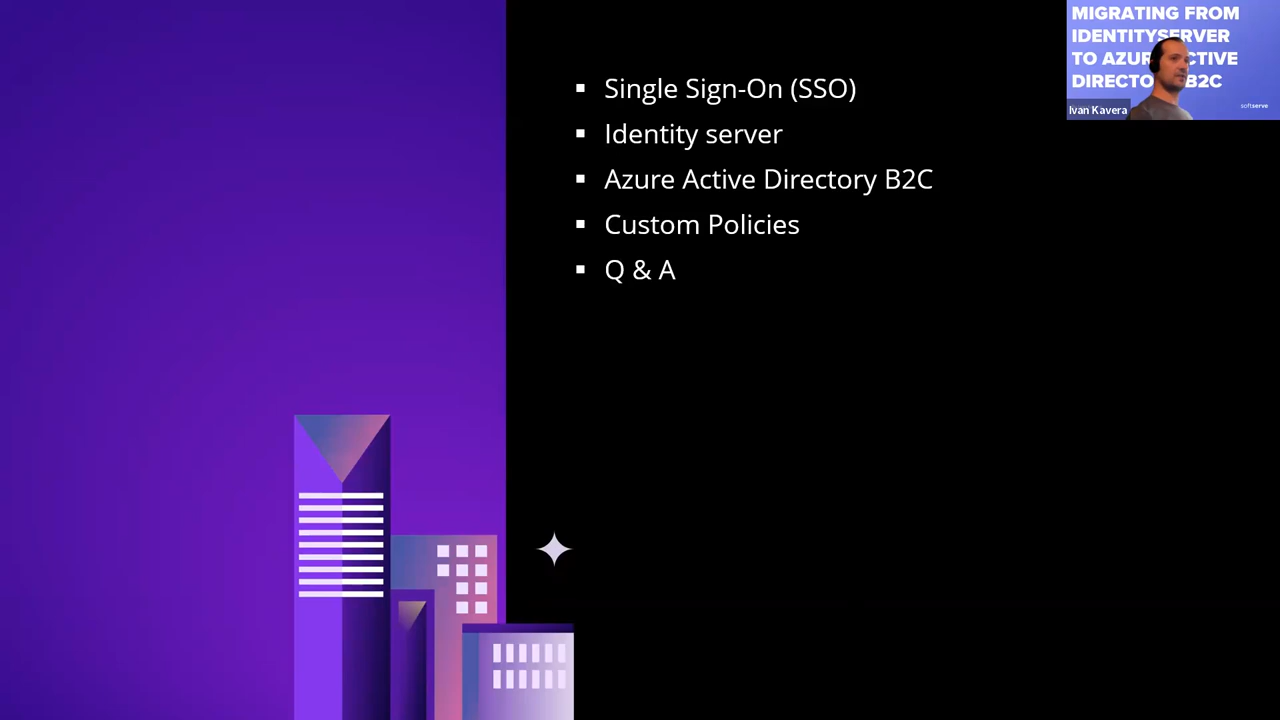 Single Sign-On (SSO)
Identity server
Azure Active Directory B2C
Custom Policies
Q & A
MIGRATING FROM
IDENTITYSERVER
TO AZUR CTIVE
DIRECTO B2C
Ivan Kavera
softserve